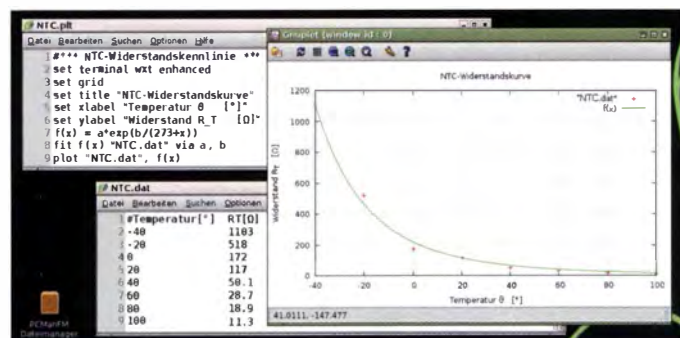 NTC.plt
Datei Bearbeiten Suchen Optionen Hilfe
1 #*** NTC-Widerstandskennlinie ***
2 set terminal wxt enhanced
3 set grid
4 set title "NTC-Widerstandskurve"
5 set xlabel "Temperatur θ [°]"
6 set ylabel "Widerstand R_T [Ω]"
7 f(x) = a*exp(b/(273+x))
8 fit f(x) "NTC.dat" via a, b
9 plot "NTC.dat", f(x)
NTC.dat
Datei Bearbeiten Suchen Optionen
1 #Temperatur[°] RT[Ω]
2 -40 1103
3 -20 518
4 0 172
5 20 117
6 40 50.1
7 60 28.7
8 80 18.9
9 100 11.3
Gnuplot (window id : 0)
NTC-Widerstandskurve
"NTC.dat"
f(x)
1200
1000
800
600
400
200
0
Widerstand R_T [Ω]
-40 -20 0 20 40 60 80 100
Temperatur θ [°]
41.0111, -147.477
PCManFM
Dateimanager